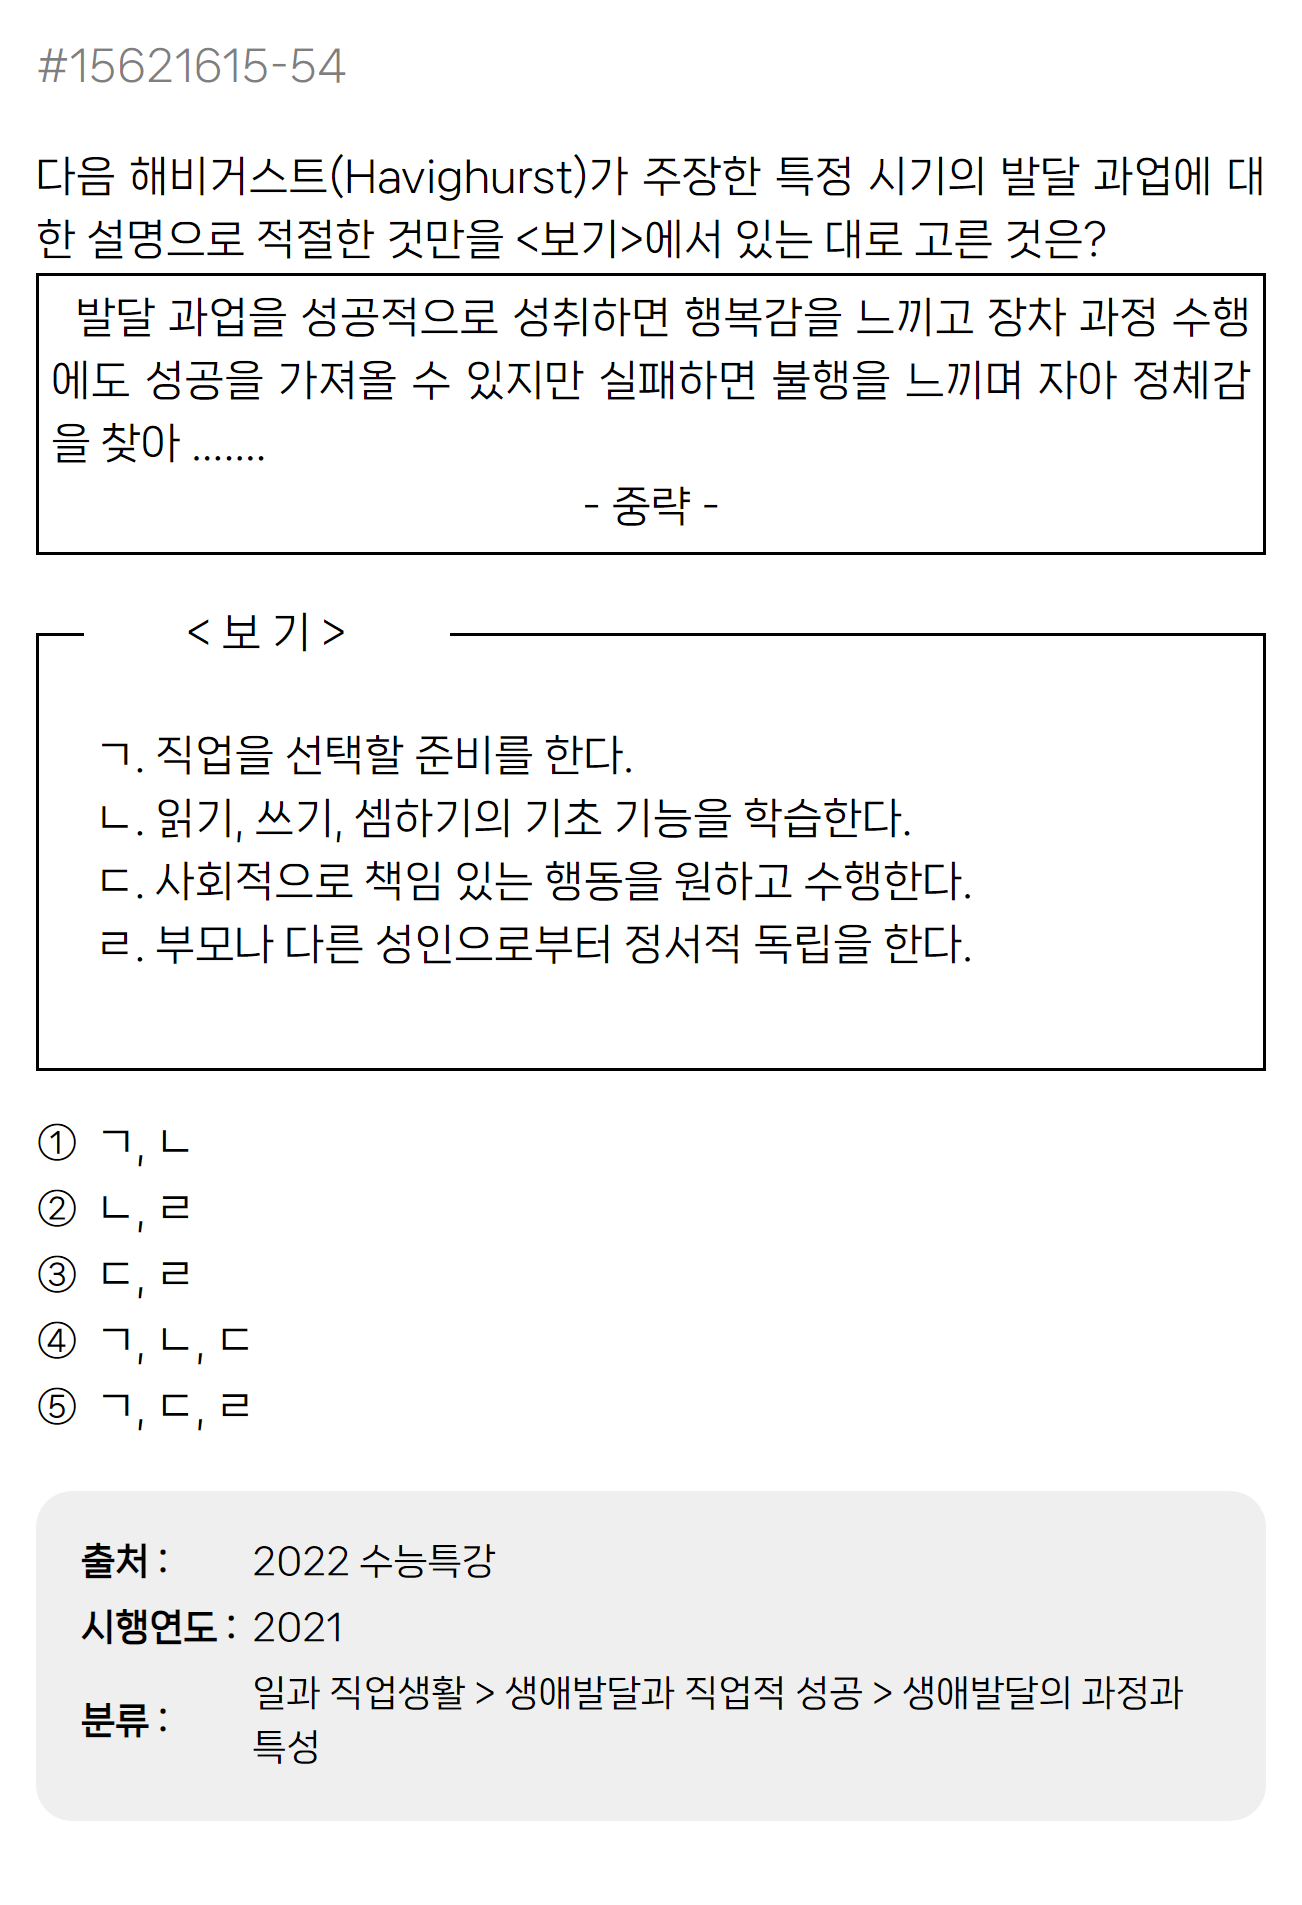 #15621615-54
다음 해비거스트(Havighurst)가 주장한 특정 시기의 발달 과업에 대
한 설명으로 적절한 것만을 <보기>에서 있는 대로 고른 것은?
발달 과업을 성공적으로 성취하면 행복감을 느끼고 장차 과정 수행
에도 성공을 가져올 수 있지만 실패하면 불행을 느끼며 자아 정체감
을 찾아 .......
- 중략 -
< 보 기 >
ㄱ. 직업을 선택할 준비를 한다.
ㄴ. 읽기, 쓰기, 셈하기의 기초 기능을 학습한다.
ㄷ. 사회적으로 책임 있는 행동을 원하고 수행한다.
ㄹ. 부모나 다른 성인으로부터 정서적 독립을 한다.
① ㄱ, ㄴ
② ㄴ, ㄹ
③ ㄷ, ㄹ
④ ㄱ, ㄴ, ㄷ
⑤ ㄱ, ㄷ, ㄹ
출처 : 2022 수능특강
시행연도 : 2021
분류 : 일과 직업생활 > 생애발달과 직업적 성공 > 생애발달의 과정과
특성